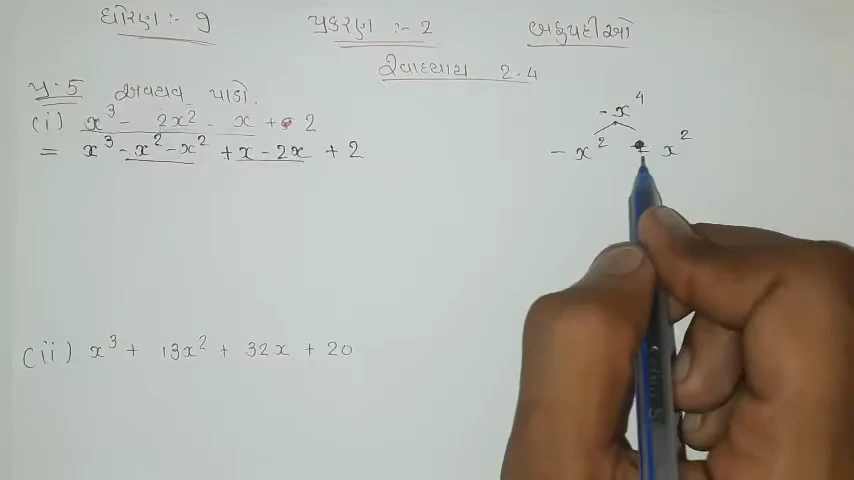 ધોરણ :- 9 પ્રકરણ :- 2 બહુપદીઓ
સ્વાધ્યાય 2.4
પ્ર.5 અવયવ પાડો.
(i) x³ - 2x² - x + 2
= x³ - x² - x² + x - 2x + 2
- x⁴
- x² + x²
(ii) x³ + 13x² + 32x + 20